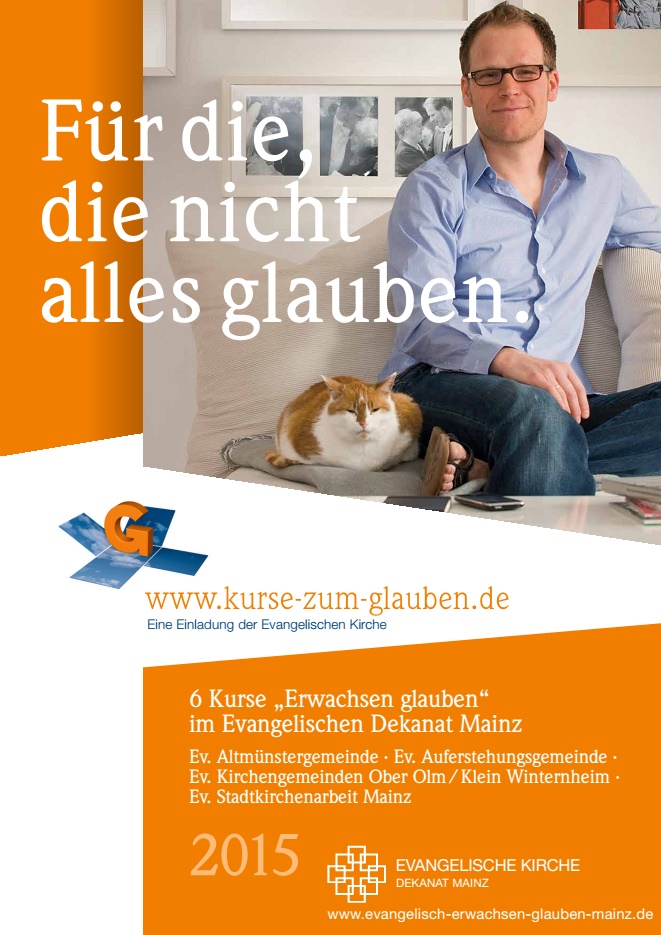 Für die,
die nicht
alles glauben.
G
www.kurse-zum-glauben.de
Eine Einladung der Evangelischen Kirche
6 Kurse „Erwachsen glauben“
im Evangelischen Dekanat Mainz
Ev. Altmünstergemeinde · Ev. Auferstehungsgemeinde ·
Ev. Kirchengemeinden Ober Olm / Klein Winternheim ·
Ev. Stadtkirchenarbeit Mainz
2015
EVANGELISCHE KIRCHE
DEKANAT MAINZ
www.evangelisch-erwachsen-glauben-mainz.de